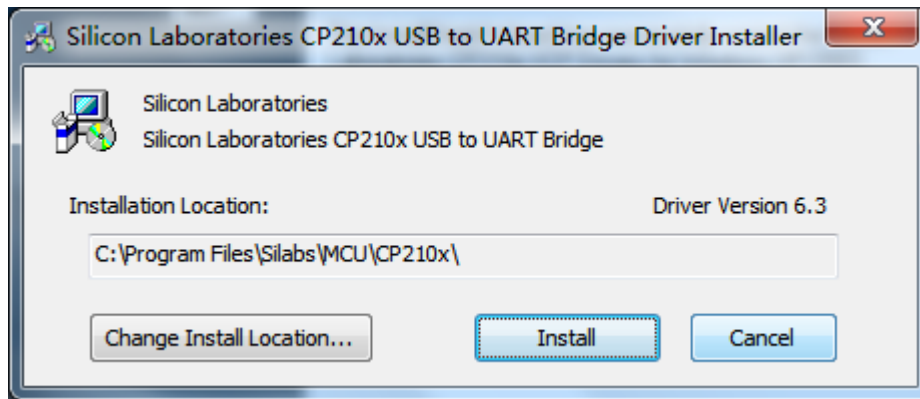 Silicon Laboratories CP210x USB to UART Bridge Driver Installer
Silicon Laboratories
Silicon Laboratories CP210x USB to UART Bridge
Installation Location: Driver Version 6.3
C:\Program Files\Silabs\MCU\CP210x\
Change Install Location... Install Cancel